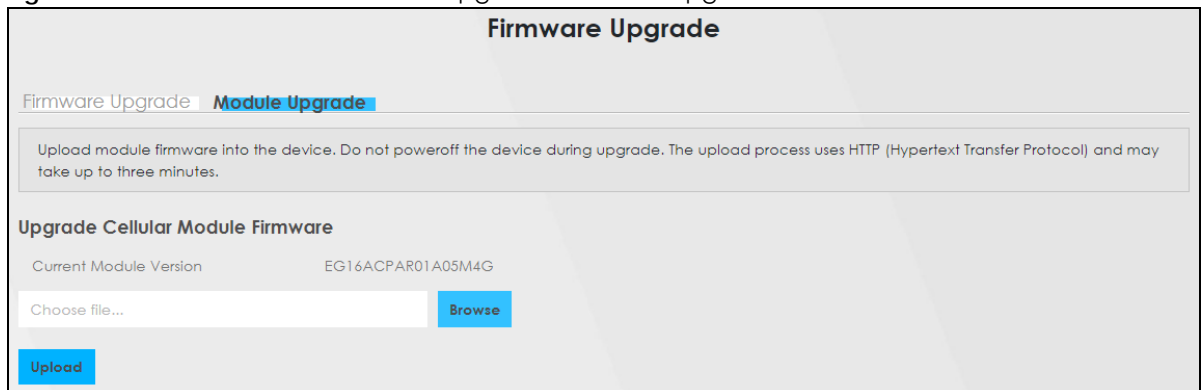 Firmware Upgrade
Firmware Upgrade Module Upgrade
Upload module firmware into the device. Do not poweroff the device during upgrade. The upload process uses HTTP (Hypertext Transfer Protocol) and may
take up to three minutes.
Upgrade Cellular Module Firmware
Current Module Version EG16ACPAR01A05M4G
Choose file... Browse
Upload